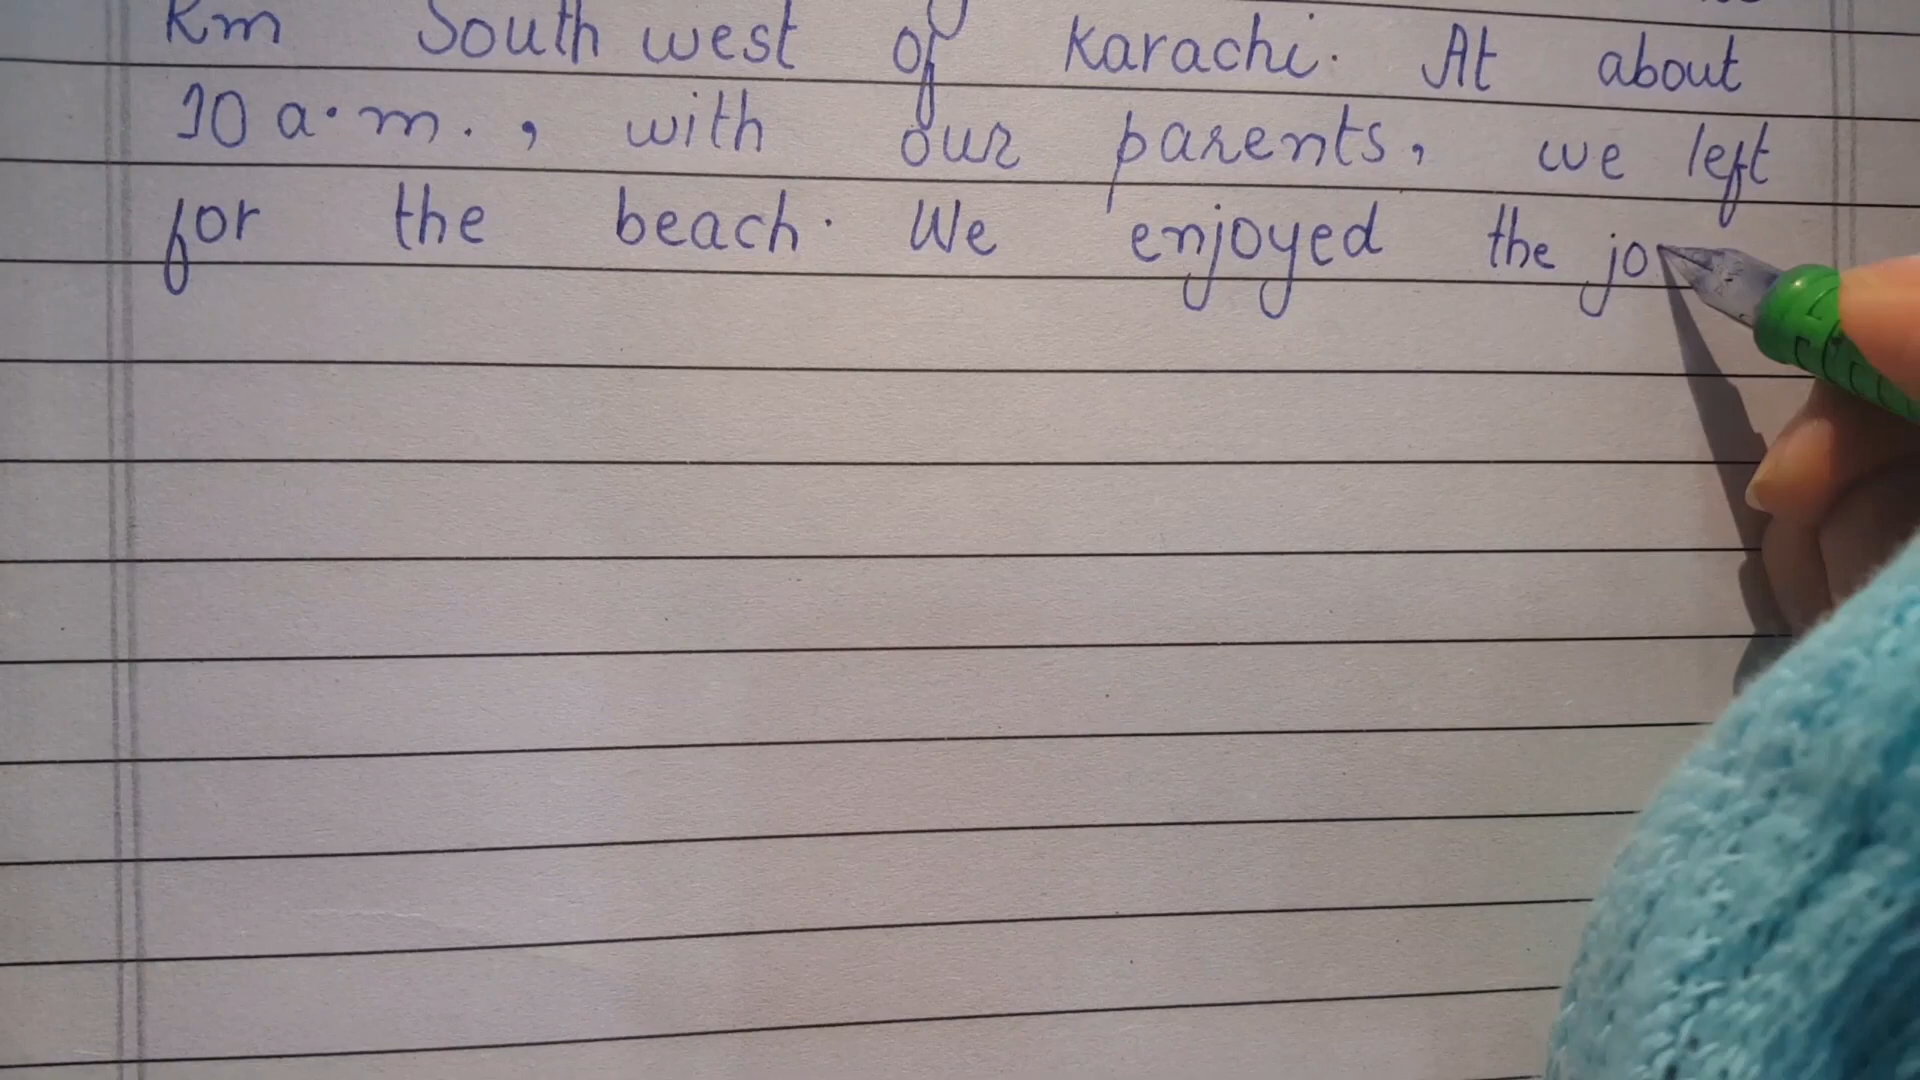 Km South west of Karachi. At about
10 a.m., with our parents, we left
for the beach. We enjoyed the jo